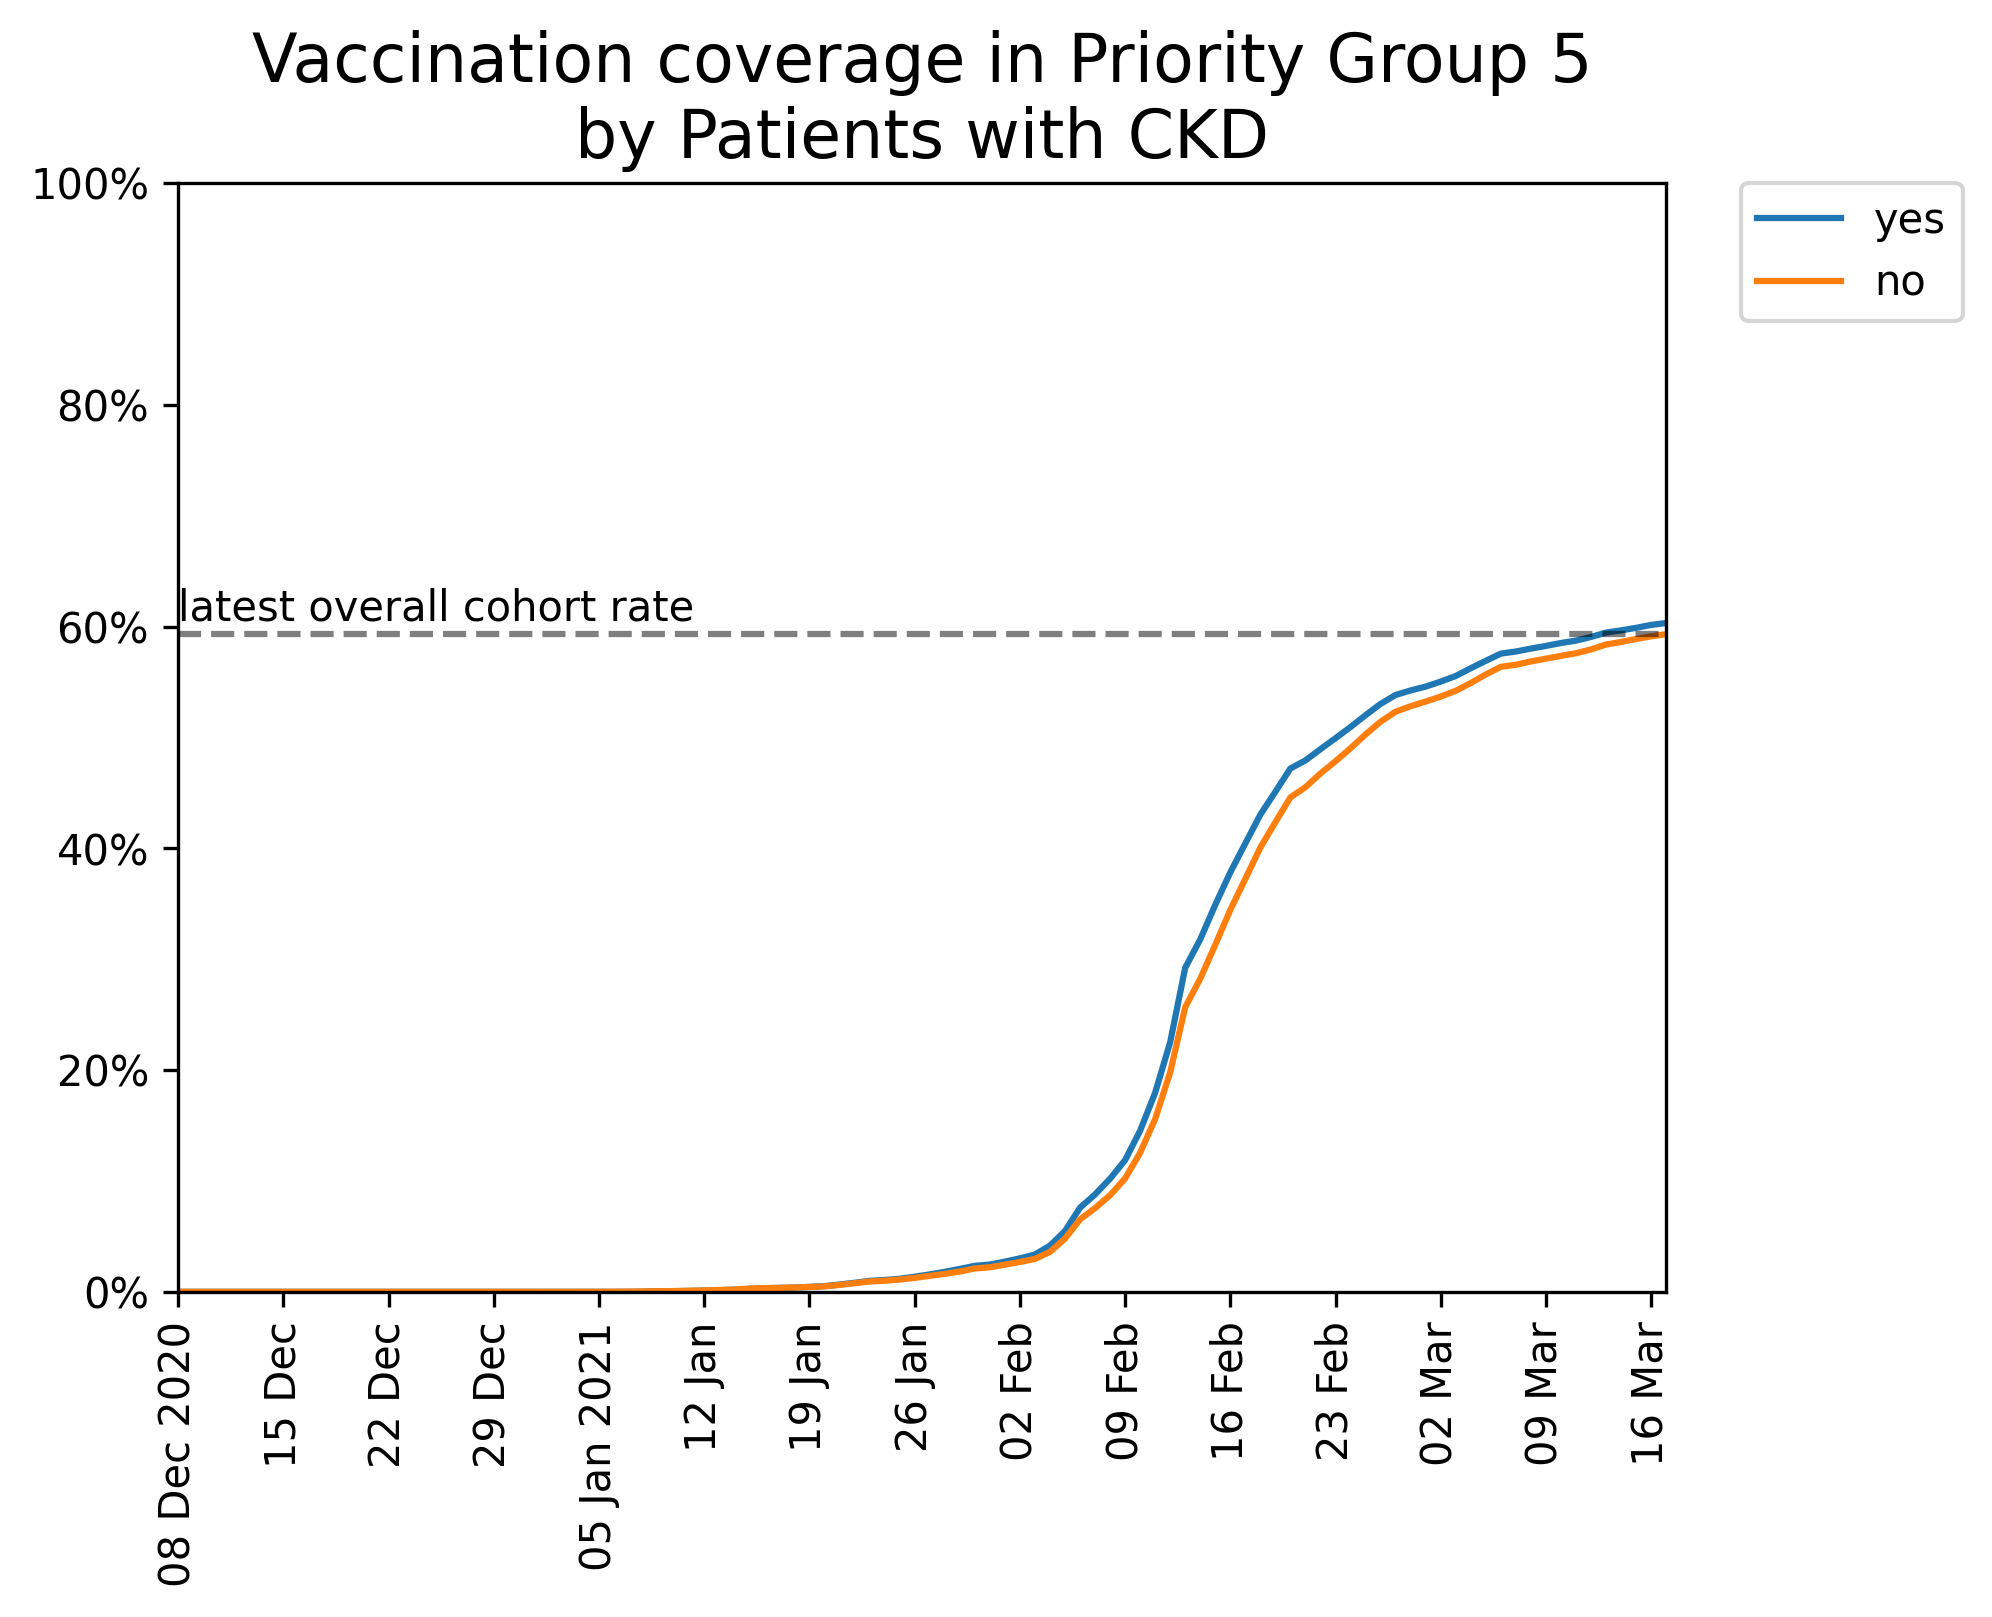 Vaccination coverage in Priority Group 5
by Patients with CKD
100%
80%
60%
40%
20%
0%
latest overall cohort rate
yes
no
08 Dec 2020
15 Dec
22 Dec
29 Dec
05 Jan 2021
12 Jan
19 Jan
26 Jan
02 Feb
09 Feb
16 Feb
23 Feb
02 Mar
09 Mar
16 Mar